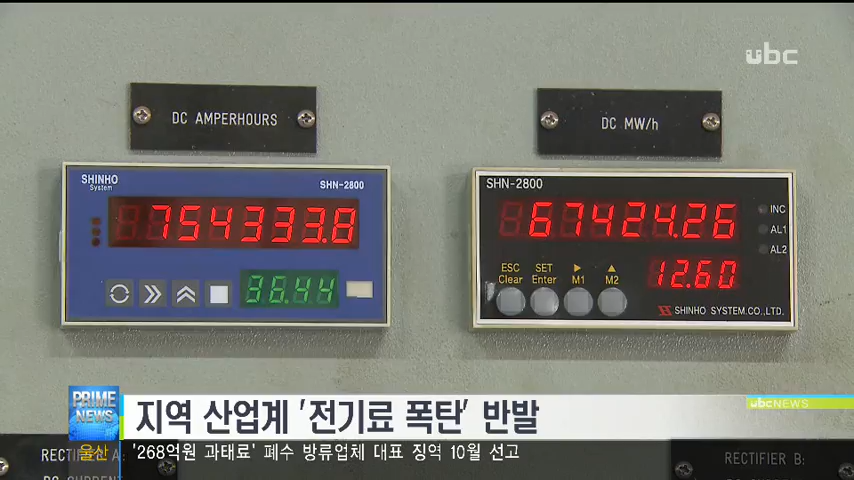 ubc
DC AMPERHOURS
DC MW/h
SHINHO
System
SHN-2800
754333.8
36.44
SHN-2800
67424.26
INC
AL1
AL2
12.60
ESC
Clear
SET
Enter
M1
M2
SHINHO SYSTEM.CO.,LTD.
PRIME
NEWS
울산
지역 산업계 '전기료 폭탄' 반발
ubcNEWS
'268억원 과태료' 폐수 방류업체 대표 징역 10월 선고
RECTIFIER B: